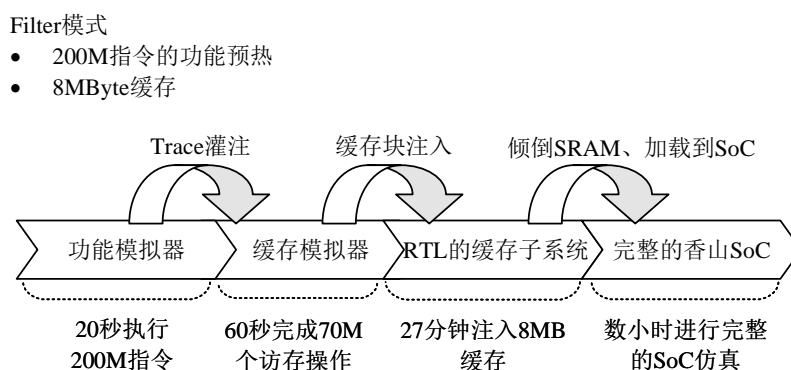 Filter模式
• 200M指令的功能预热
• 8MByte缓存
Trace灌注
缓存块注入
倾倒SRAM、加载到SoC
功能模拟器
缓存模拟器
RTL的缓存子系统
完整的香山SoC
20秒执行
200M指令
60秒完成70M
个访存操作
27分钟注入8MB
缓存
数小时进行完整
的SoC仿真